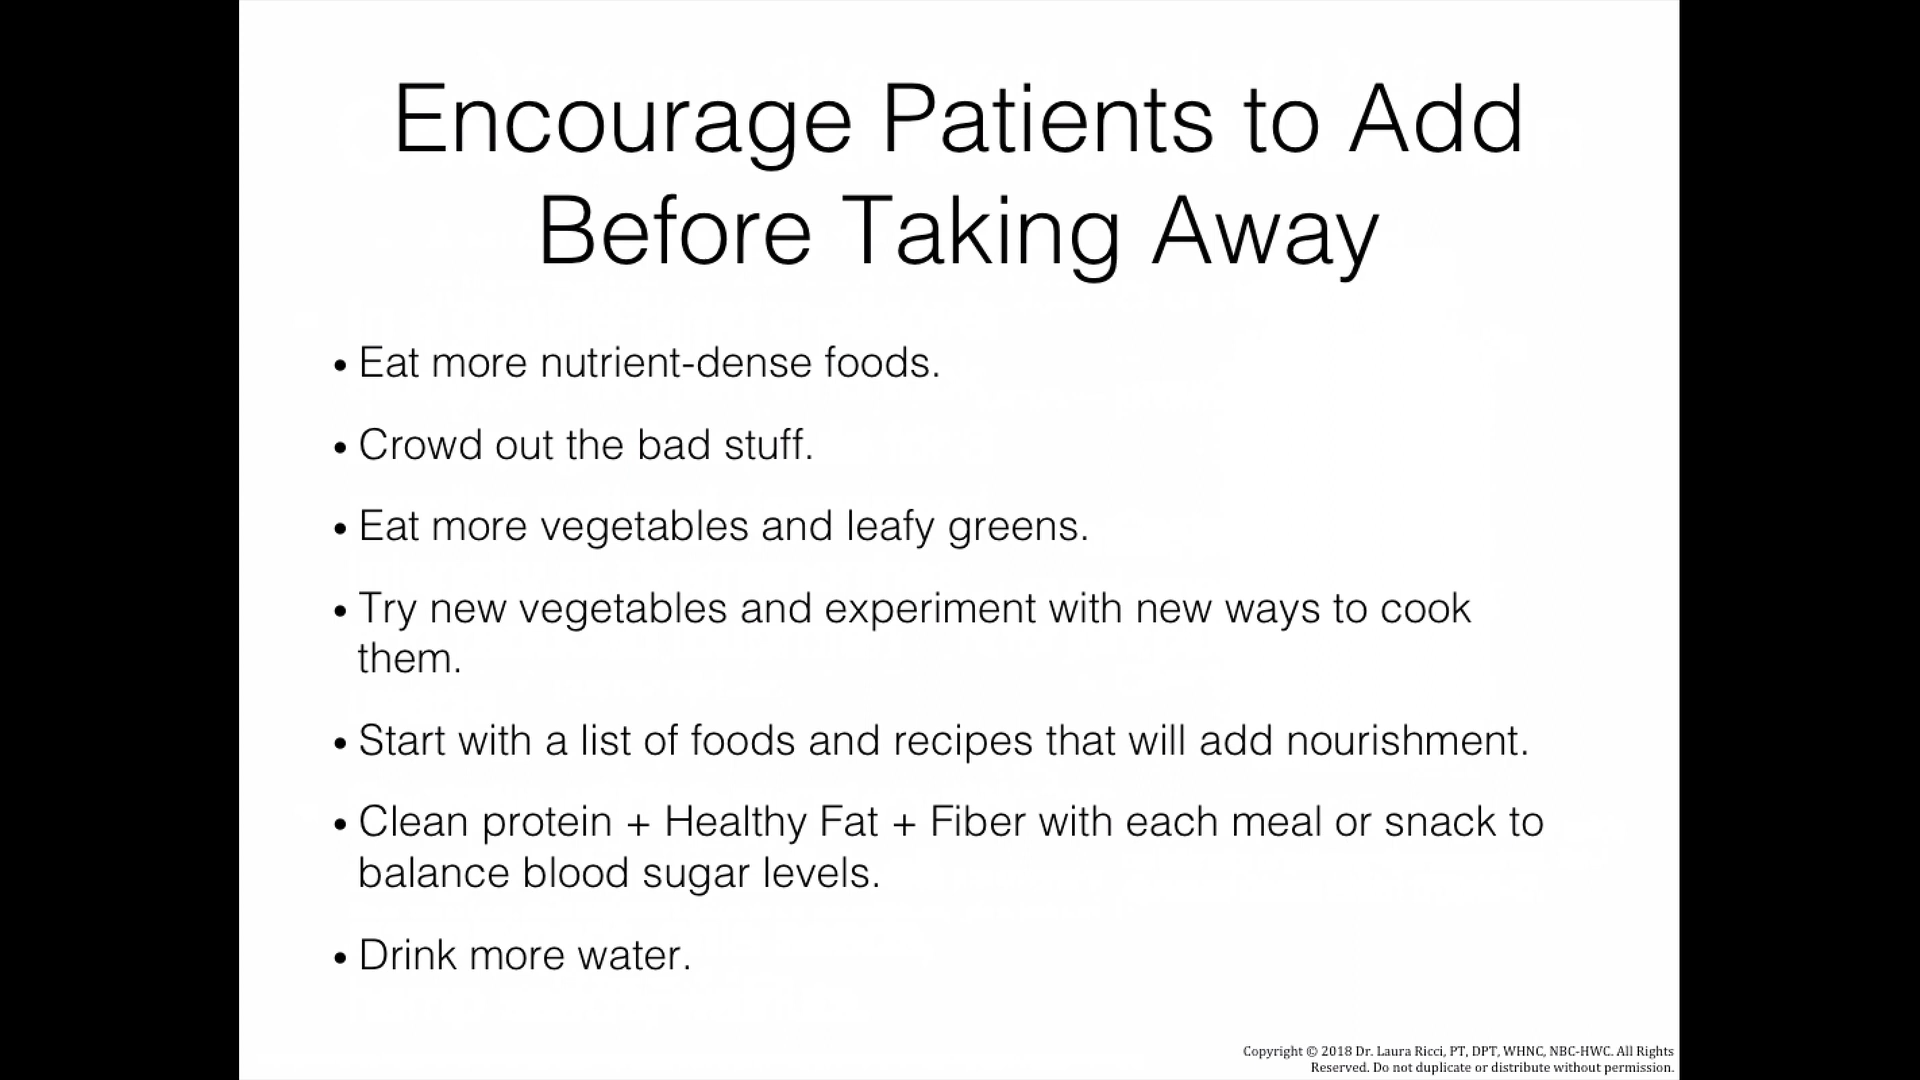 Encourage Patients to Add
Before Taking Away
• Eat more nutrient-dense foods.
• Crowd out the bad stuff.
• Eat more vegetables and leafy greens.
• Try new vegetables and experiment with new ways to cook
them.
• Start with a list of foods and recipes that will add nourishment.
• Clean protein + Healthy Fat + Fiber with each meal or snack to
balance blood sugar levels.
• Drink more water.
Copyright © 2018 Dr. Laura Ricci, PT, DPT, WHNC, NBC-HWC. All Rights
Reserved. Do not duplicate or distribute without permission.